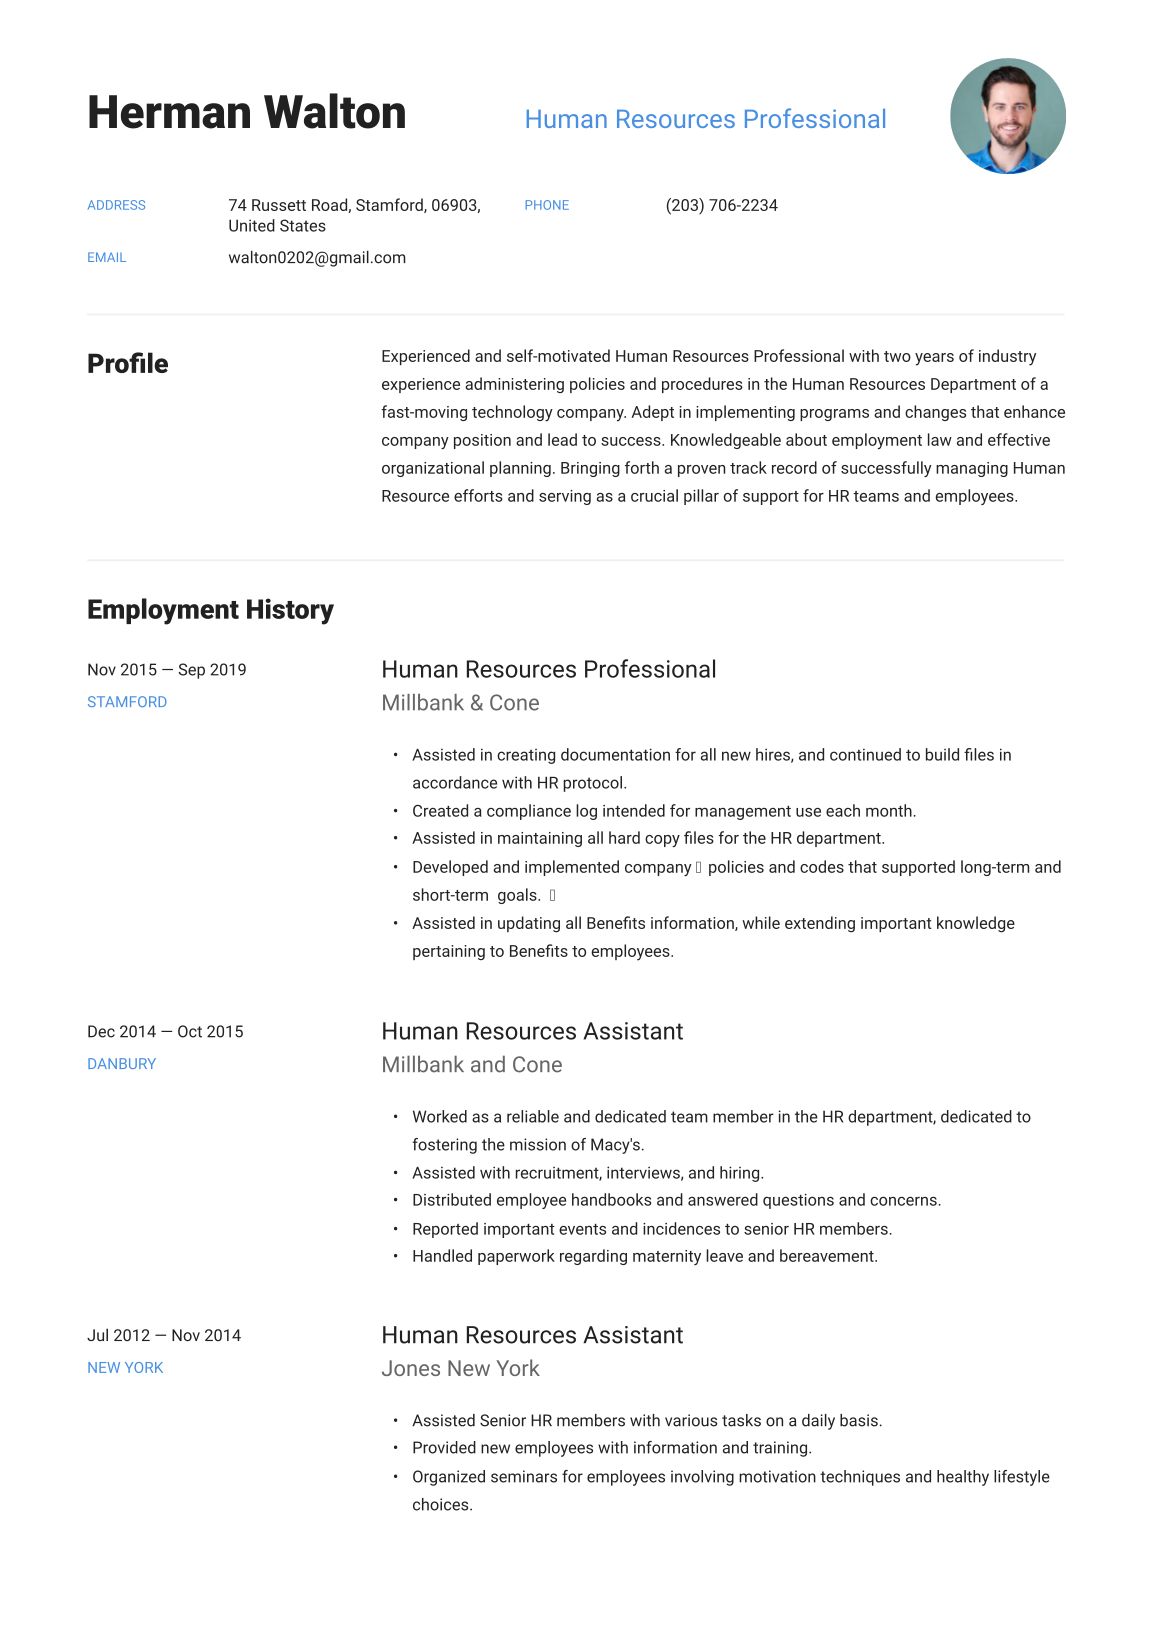 Herman Walton
Human Resources Professional
ADDRESS
74 Russett Road, Stamford, 06903,
United States
PHONE
(203) 706-2234
EMAIL
walton0202@gmail.com
Profile
Experienced and self-motivated Human Resources Professional with two years of industry
experience administering policies and procedures in the Human Resources Department of a
fast-moving technology company. Adept in implementing programs and changes that enhance
company position and lead to success. Knowledgeable about employment law and effective
organizational planning. Bringing forth a proven track record of successfully managing Human
Resource efforts and serving as a crucial pillar of support for HR teams and employees.
Employment History
Nov 2015 — Sep 2019
STAMFORD
Human Resources Professional
Millbank & Cone
• Assisted in creating documentation for all new hires, and continued to build files in
accordance with HR protocol.
• Created a compliance log intended for management use each month.
• Assisted in maintaining all hard copy files for the HR department.
• Developed and implemented company ▯ policies and codes that supported long-term and
short-term goals. ▯
• Assisted in updating all Benefits information, while extending important knowledge
pertaining to Benefits to employees.
Dec 2014 — Oct 2015
DANBURY
Human Resources Assistant
Millbank and Cone
• Worked as a reliable and dedicated team member in the HR department, dedicated to
fostering the mission of Macy's.
• Assisted with recruitment, interviews, and hiring.
• Distributed employee handbooks and answered questions and concerns.
• Reported important events and incidences to senior HR members.
• Handled paperwork regarding maternity leave and bereavement.
Jul 2012 — Nov 2014
NEW YORK
Human Resources Assistant
Jones New York
• Assisted Senior HR members with various tasks on a daily basis.
• Provided new employees with information and training.
• Organized seminars for employees involving motivation techniques and healthy lifestyle
choices.